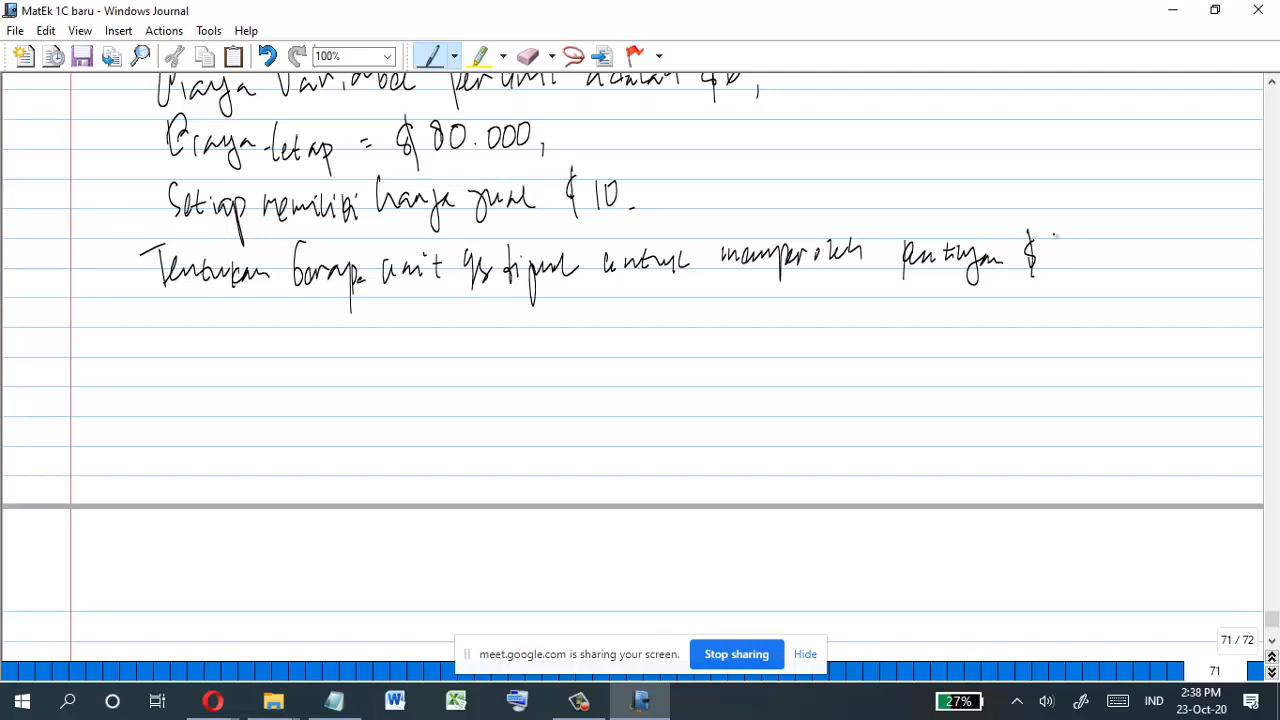 MatEk 1C baru - Windows Journal
File Edit View Insert Actions Tools Help
100%
Biaya Variabel per unit adalah $6,
Biaya tetap = $ 80.000,
Setiap memiliki harga jual $ 10.
Tentukan berapa unit yg dijual untuk memperoleh $
71 / 72
meet.google.com is sharing your screen. Stop sharing Hide
71
27% IND 2:38 PM
23-Oct-20